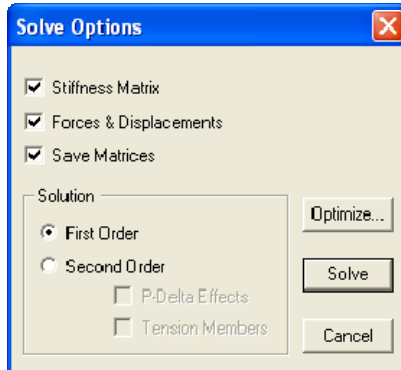 Solve Options
Stiffness Matrix
Forces & Displacements
Save Matrices
Solution
First Order
Second Order
P-Delta Effects
Tension Members
Optimize...
Solve
Cancel